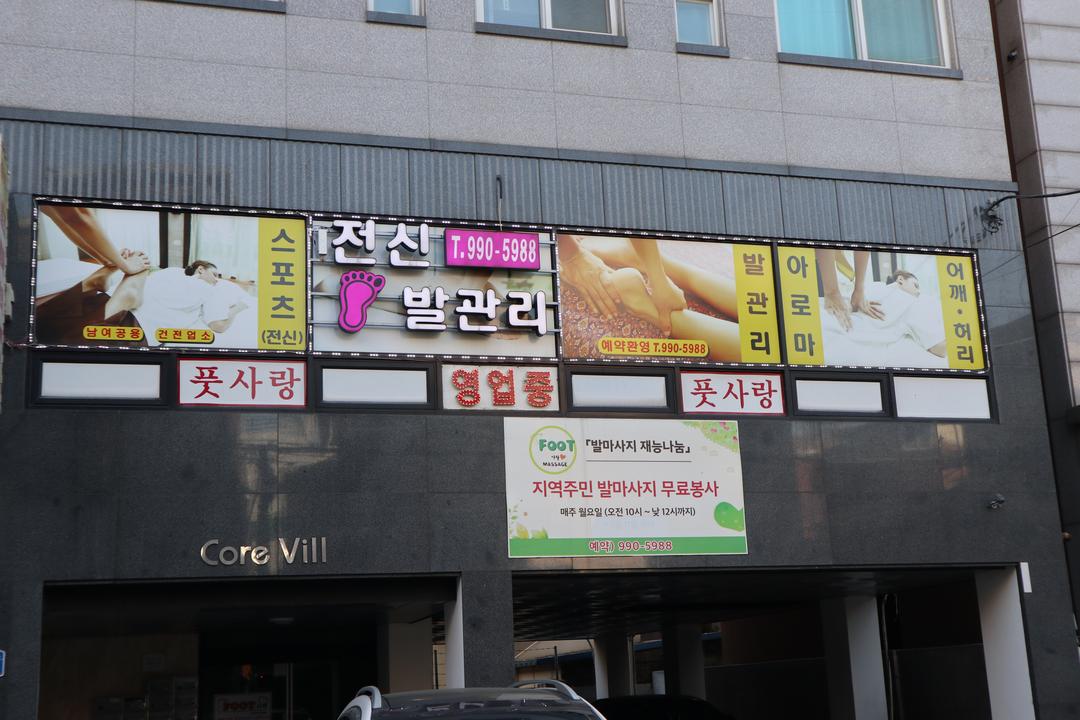 스포츠
(전신)
남여공용
건전업소
전신
T.990-5988
발관리
발관리
예약환영 T.990-5988
아로마
어깨·허리
풋사랑
영업중
풋사랑
FOOT
사랑
MASSAGE
「발마사지 재능나눔」
지역주민 발마사지 무료봉사
매주 월요일 (오전 10시 ~ 낮 12시까지)
예약) 990-5988
Core Vill
FOOT